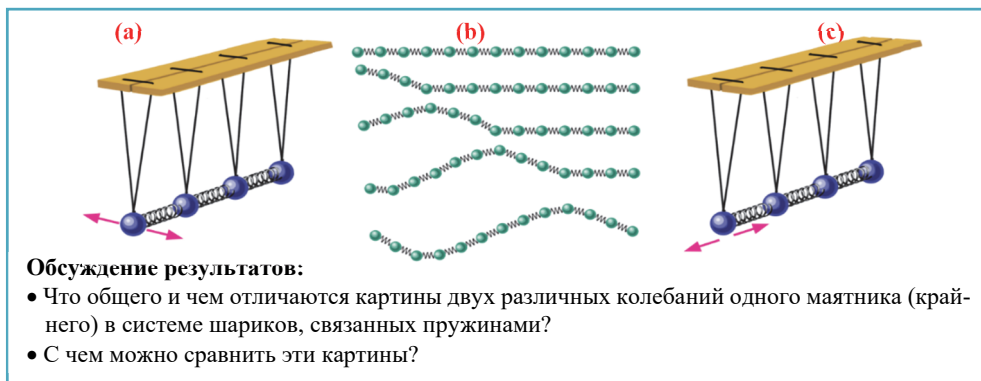 (a) (b) (c)
Обсуждение результатов:
• Что общего и чем отличаются картины двух различных колебаний одного маятника (край-
него) в системе шариков, связанных пружинами?
• С чем можно сравнить эти картины?